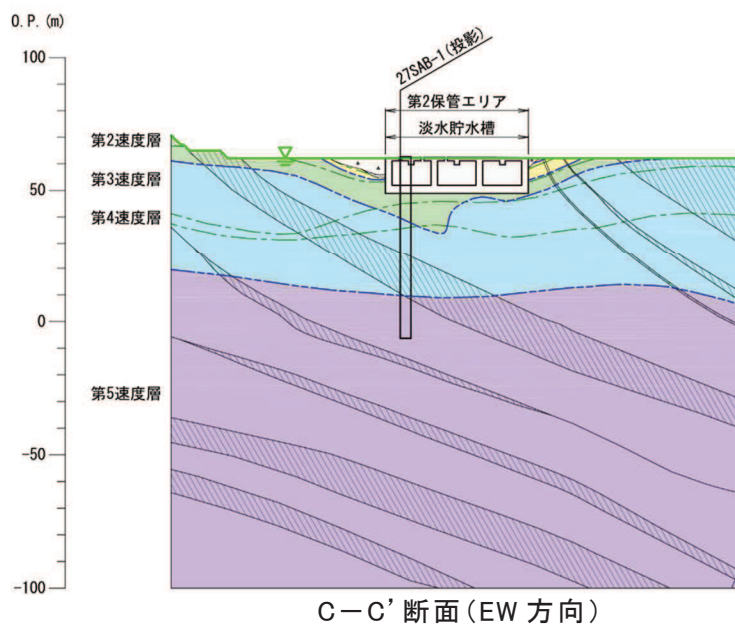 O.P.(m)
100
50
0
-50
-100
第2速度層
第3速度層
第4速度層
第5速度層
27SAB-1(投影)
第2保管エリア
淡水貯水槽
C－C’断面(EW方向)